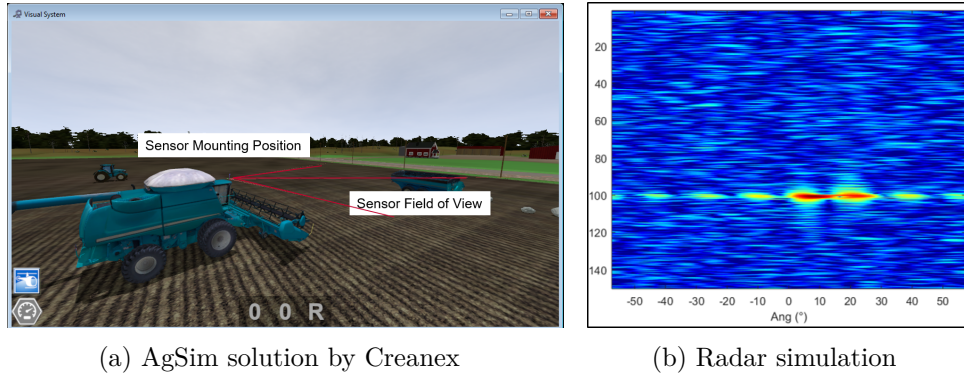 Visual System
Sensor Mounting Position
Sensor Field of View
0 0 R
20
40
60
80
100
120
140
-50 -40 -30 -20 -10 0 10 20 30 40 50
Ang (°)
(a) AgSim solution by Creanex
(b) Radar simulation